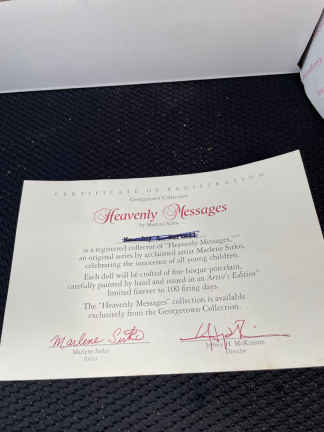 CERTIFICATE OF REGISTRATION
Georgetown Collection
Heavenly Messages
by Marlene Sirko
is a registered collector of "Heavenly Messages,"
an original series by acclaimed artist Marlene Sirko,
celebrating the innocence of all young children.
Each doll will be crafted of fine bisque porcelain,
carefully painted by hand and issued in an Artist's Edition
limited forever to 100 firing days.
The "Heavenly Messages" collection is available
exclusively from the Georgetown Collection.
Marlene Sirko
Marlene Sirko
Artist
H. McKinnon
Director